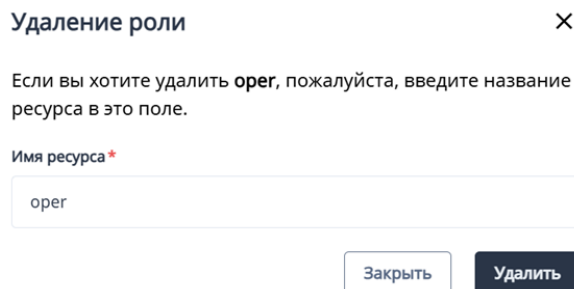 Удаление роли
Если вы хотите удалить oper, пожалуйста, введите название
ресурса в это поле.
Имя ресурса *
oper
Закрыть
Удалить